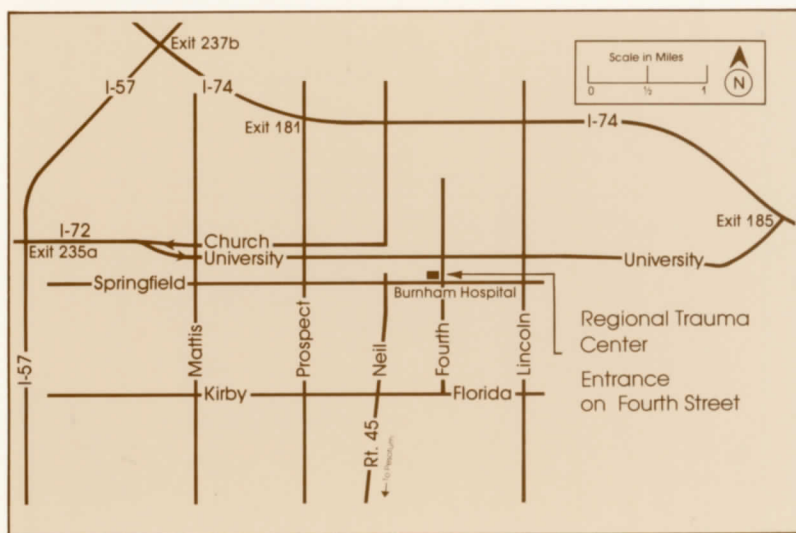 Exit 237b
Scale in Miles
0 ½ 1
N
I-57
I-74
Exit 181
I-74
Exit 185
I-72
Exit 235a
Church
University
University
Springfield
Burnham Hospital
Mattis
Prospect
Neil
Fourth
Lincoln
Regional Trauma
Center
Entrance
on Fourth Street
I-57
Kirby
Florida
Rt. 45
To Pesotum